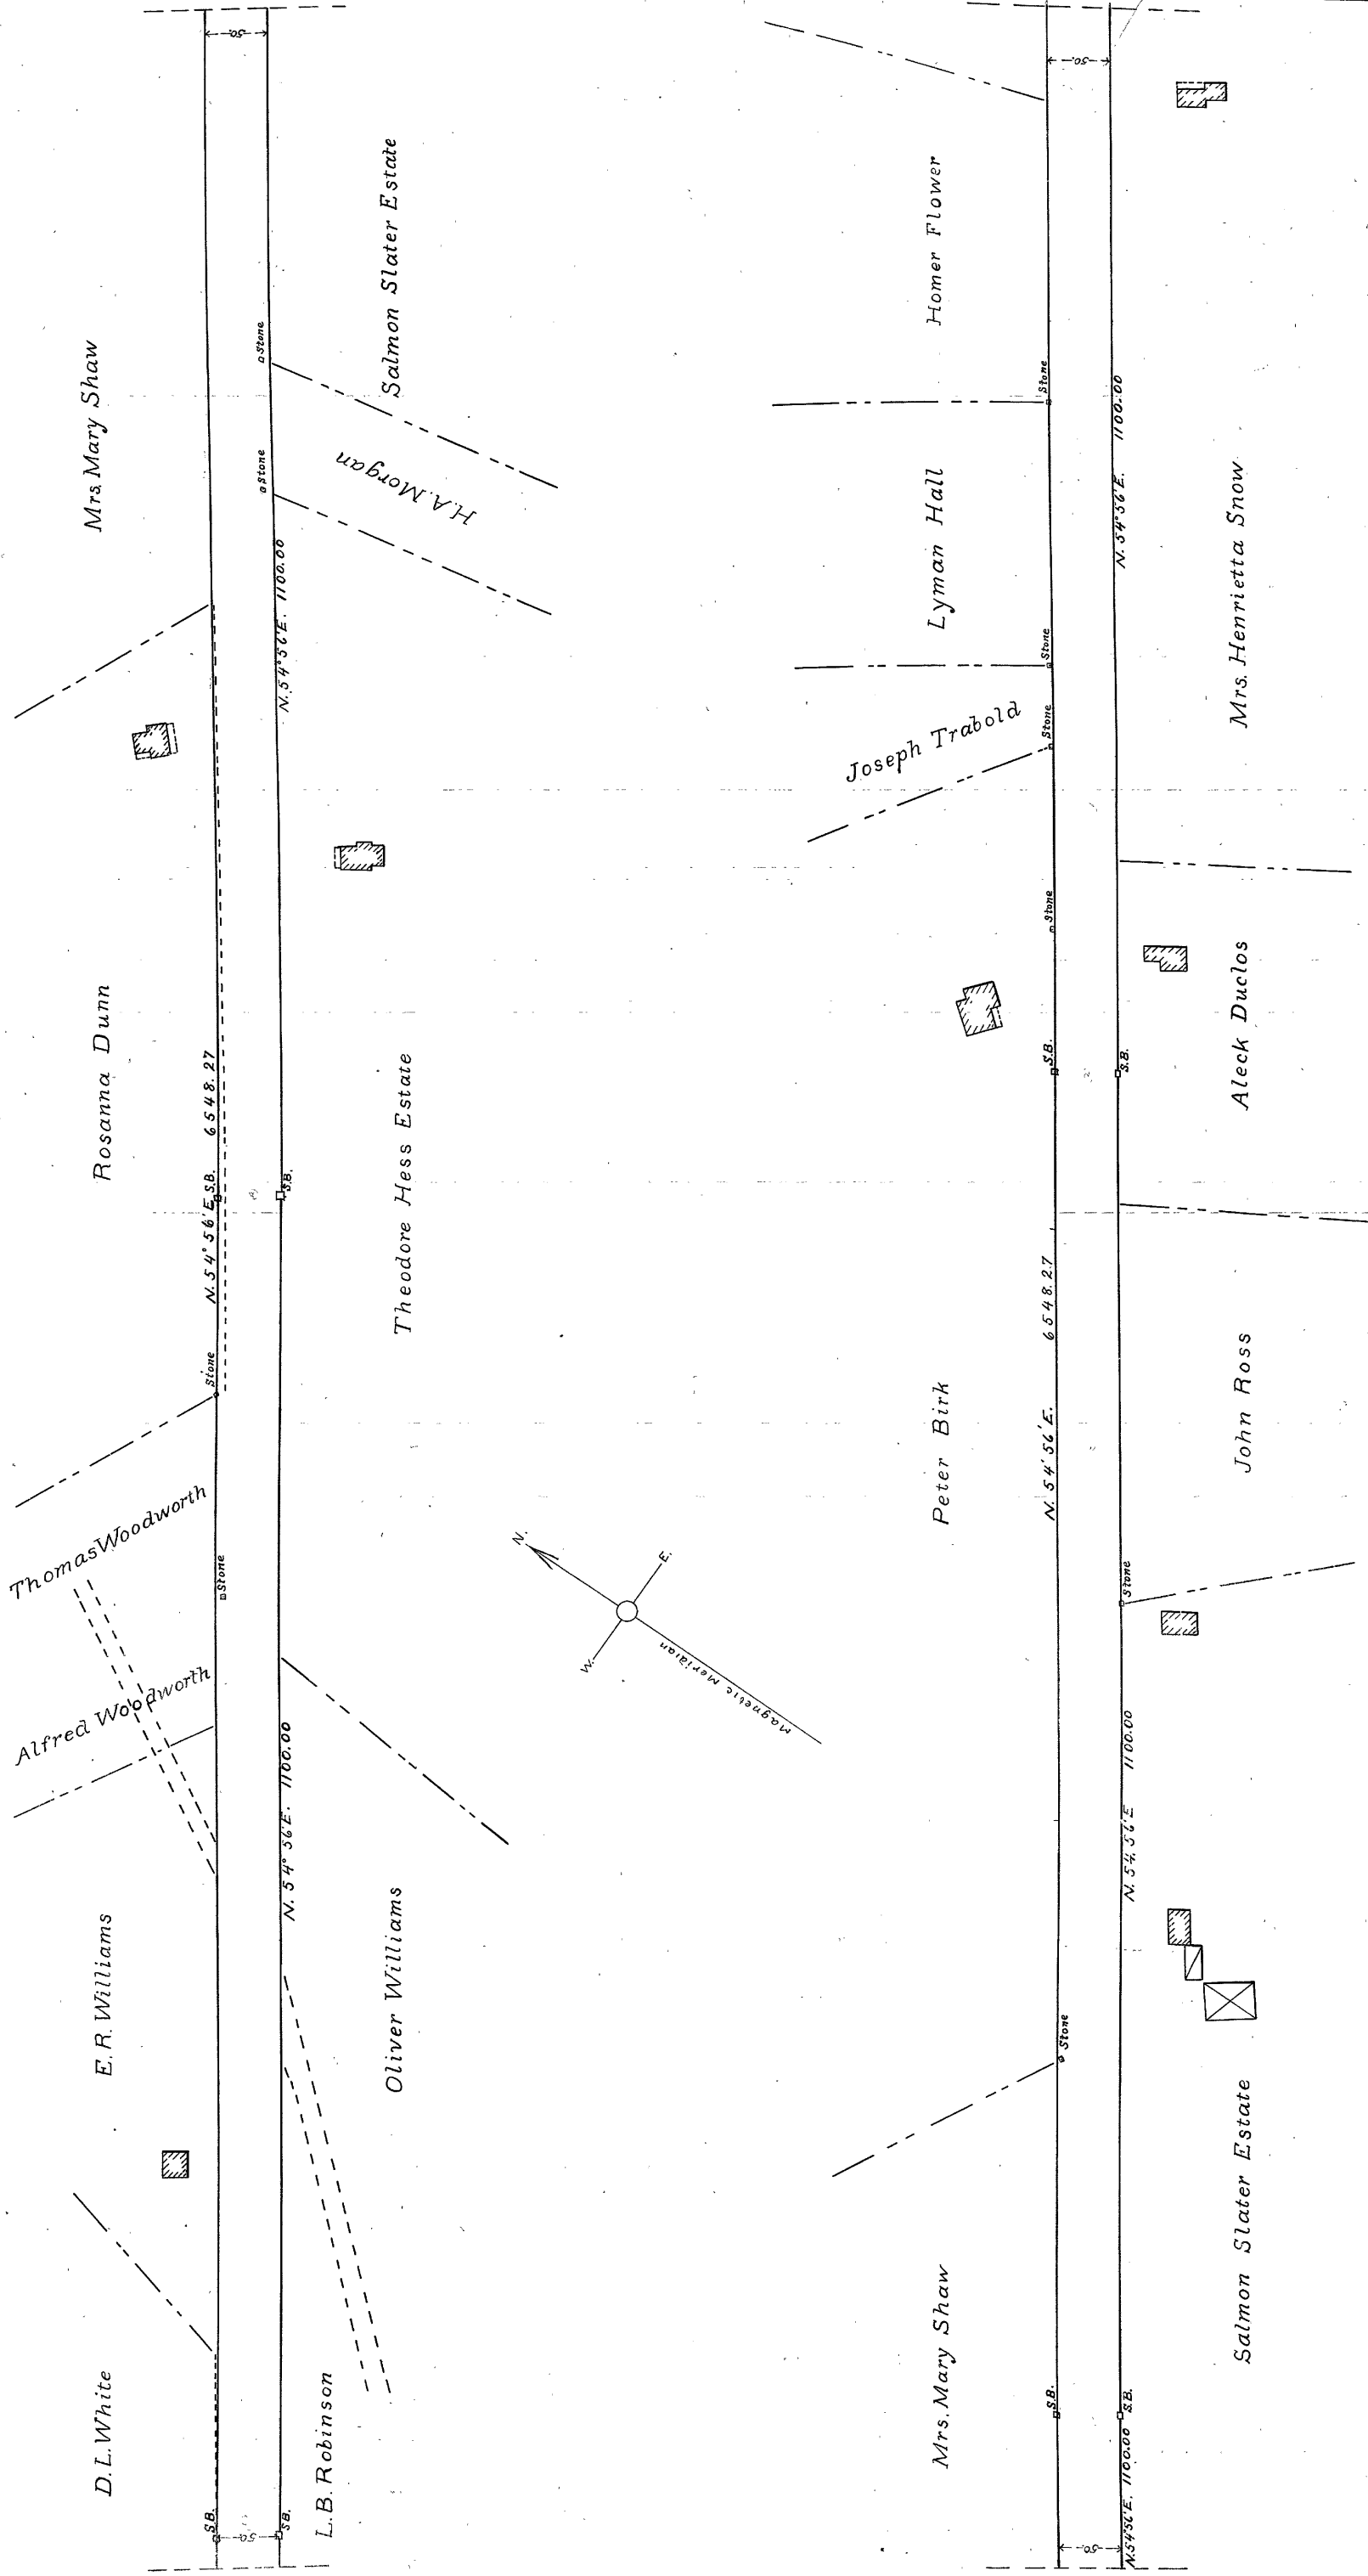 D. L. White
E. R. Williams
Alfred Woodworth
Thomas Woodworth
Rosanna Dunn
Mrs. Mary Shaw
S.B.
Stone
Stone
N. 54° 56' E. S.B. 6548.27
50.
50.
S.B.
N. 54° 56' E. 1100.00
S.B.
N. 54° 56' E. 1100.00
Stone
Stone
L. B. Robinson
Oliver Williams
Theodore Hess Estate
H. A. Morgan
Salmon Slater Estate
N.
E.
W.
Magnetic Meridian
Mrs. Mary Shaw
Peter Birk
Joseph Trabold
Lyman Hall
Homer Flower
S.B.
Stone
N. 54' 56' E. 6548.27
S.B.
Stone
Stone
Stone
Stone
50.
50.
N. 54° 56' E. 1100.00
S.B.
N. 54. 56' E 1100.00
Stone
S.B.
N. 54° 56' E. 1100.00
Salmon Slater Estate
John Ross
Aleck Duclos
Mrs. Henrietta Snow